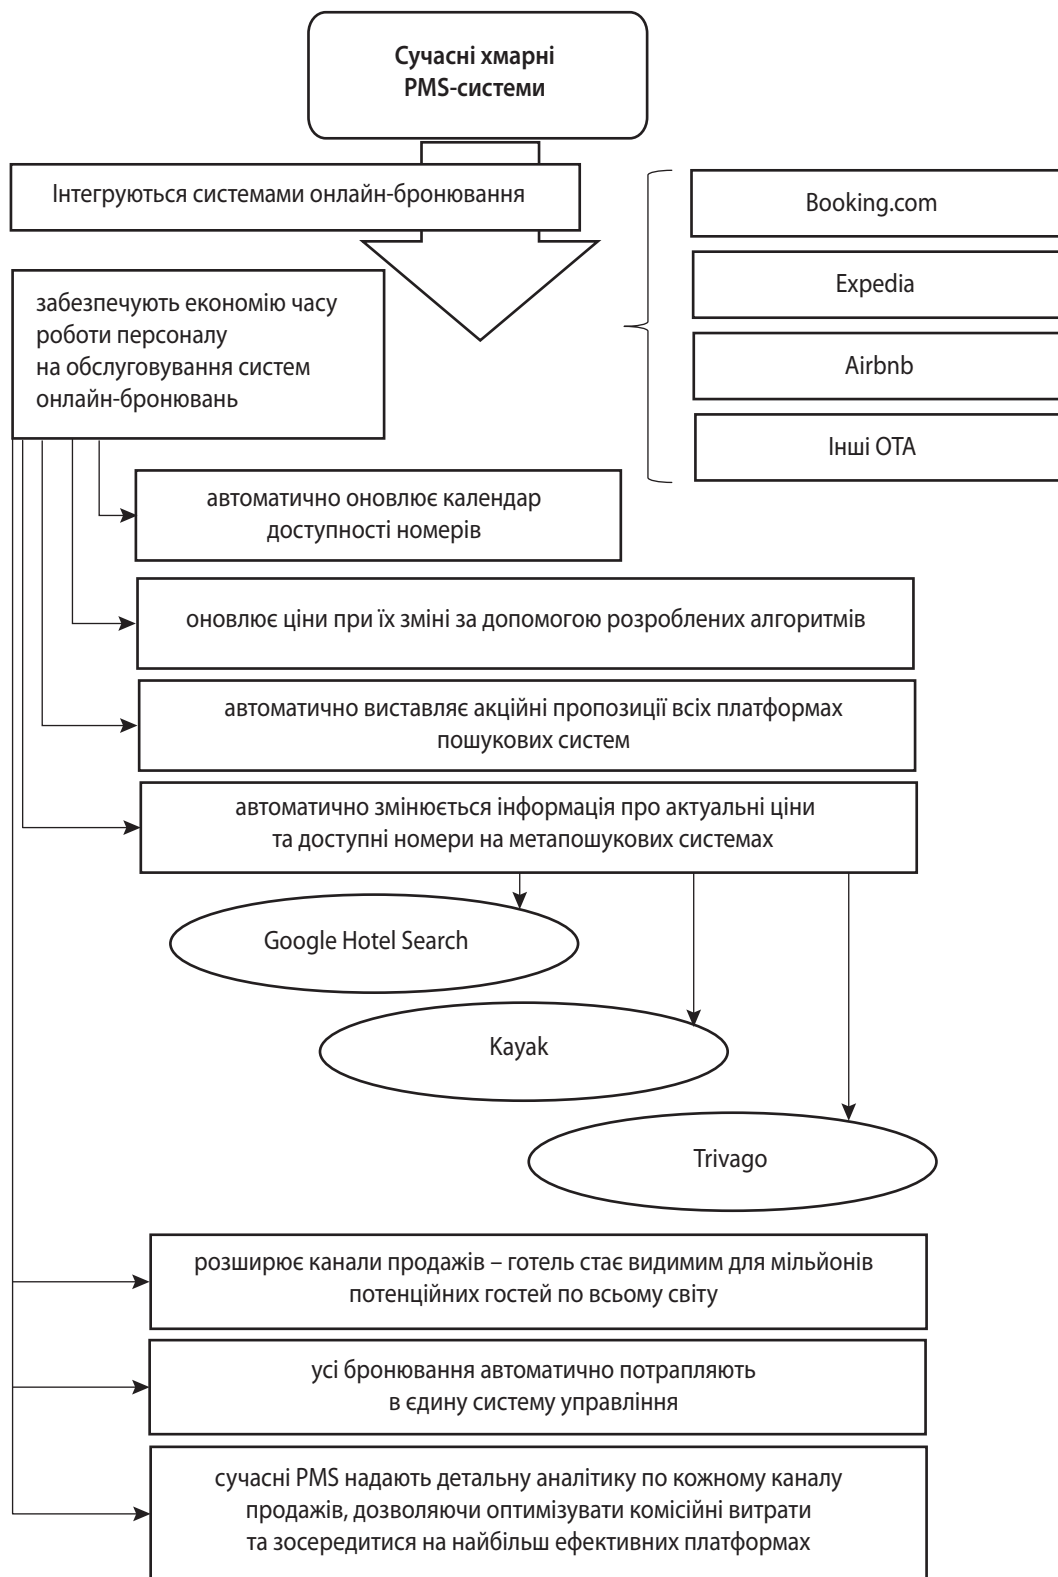 Сучасні хмарні
PMS-системи
Інтегруються системами онлайн-бронювання
Booking.com
Expedia
Airbnb
Інші ОТА
забезпечують економію часу
роботи персоналу
на обслуговування систем
онлайн-бронювань
автоматично оновлює календар
доступності номерів
оновлює ціни при їх зміні за допомогою розроблених алгоритмів
автоматично виставляє акційні пропозиції всіх платформах
пошукових систем
автоматично змінюється інформація про актуальні ціни
та доступні номери на метапошукових системах
Google Hotel Search
Kayak
Trivago
розширює канали продажів – готель стає видимим для мільйонів
потенційних гостей по всьому світу
усі бронювання автоматично потрапляють
в єдину систему управління
сучасні PMS надають детальну аналітику по кожному каналу
продажів, дозволяючи оптимізувати комісійні витрати
та зосередитися на найбільш ефективних платформах